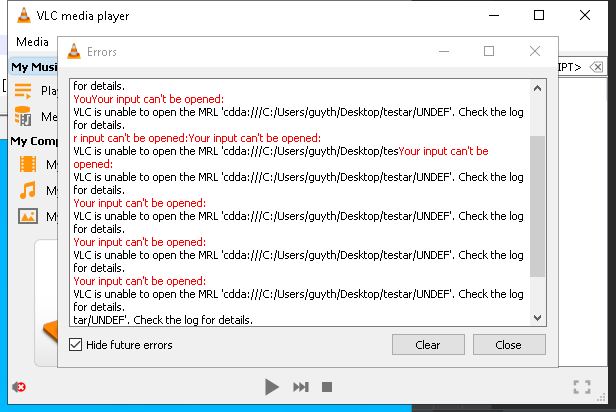 VLC media player
Media
Errors
My Musi
IPT>
Pla
Me
My Comp
My
My
My
for details.
YouYour input can't be opened:
VLC is unable to open the MRL 'cdda:///C:/Users/guyth/Desktop/testar/UNDEF'. Check the log
for details.
r input can't be opened:Your input can't be opened:
VLC is unable to open the MRL 'cdda:///C:/Users/guyth/Desktop/tesYour input can't be
opened:
VLC is unable to open the MRL 'cdda:///C:/Users/guyth/Desktop/testar/UNDEF'. Check the log
for details.
Your input can't be opened:
VLC is unable to open the MRL 'cdda:///C:/Users/guyth/Desktop/testar/UNDEF'. Check the log
for details.
Your input can't be opened:
VLC is unable to open the MRL 'cdda:///C:/Users/guyth/Desktop/testar/UNDEF'. Check the log
for details.
Your input can't be opened:
VLC is unable to open the MRL 'cdda:///C:/Users/guyth/Desktop/testar/UNDEF'. Check the log
for details.
tar/UNDEF'. Check the log for details.
Hide future errors
Clear
Close